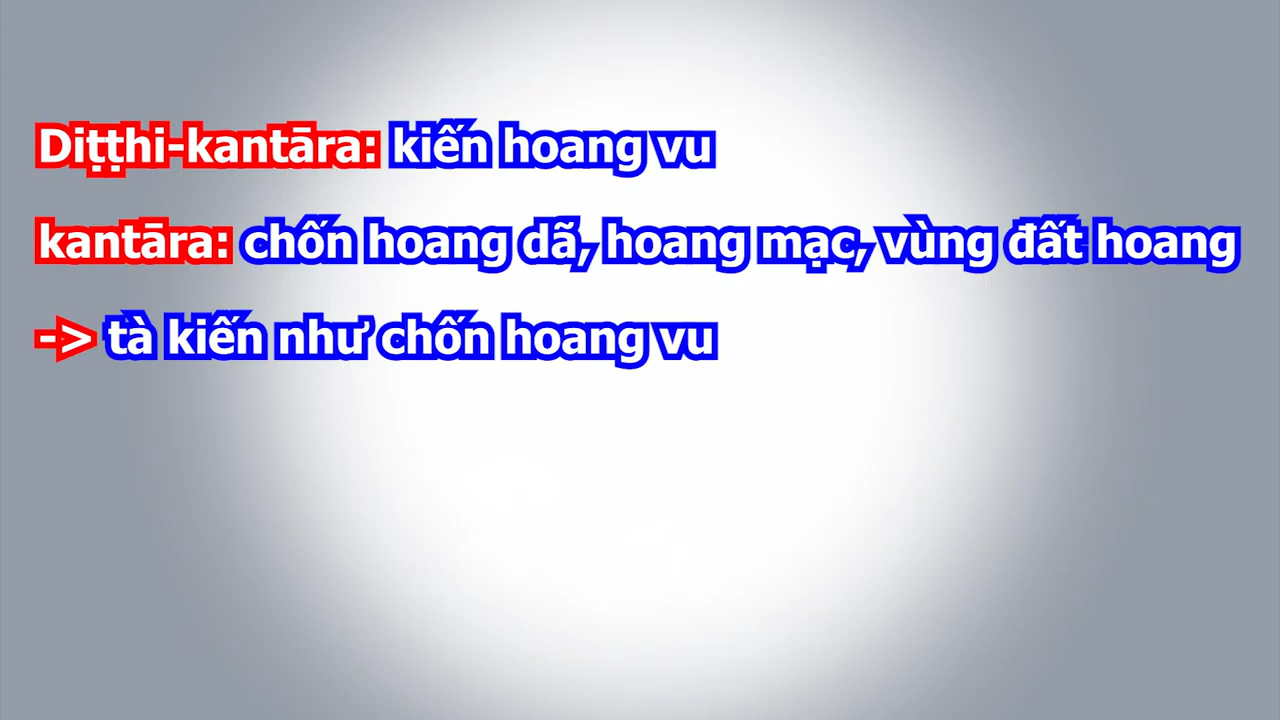 Diṭṭhi-kantāra: kiến hoang vu
kantāra: chốn hoang dã, hoang mạc, vùng đất hoang
-> tà kiến như chốn hoang vu